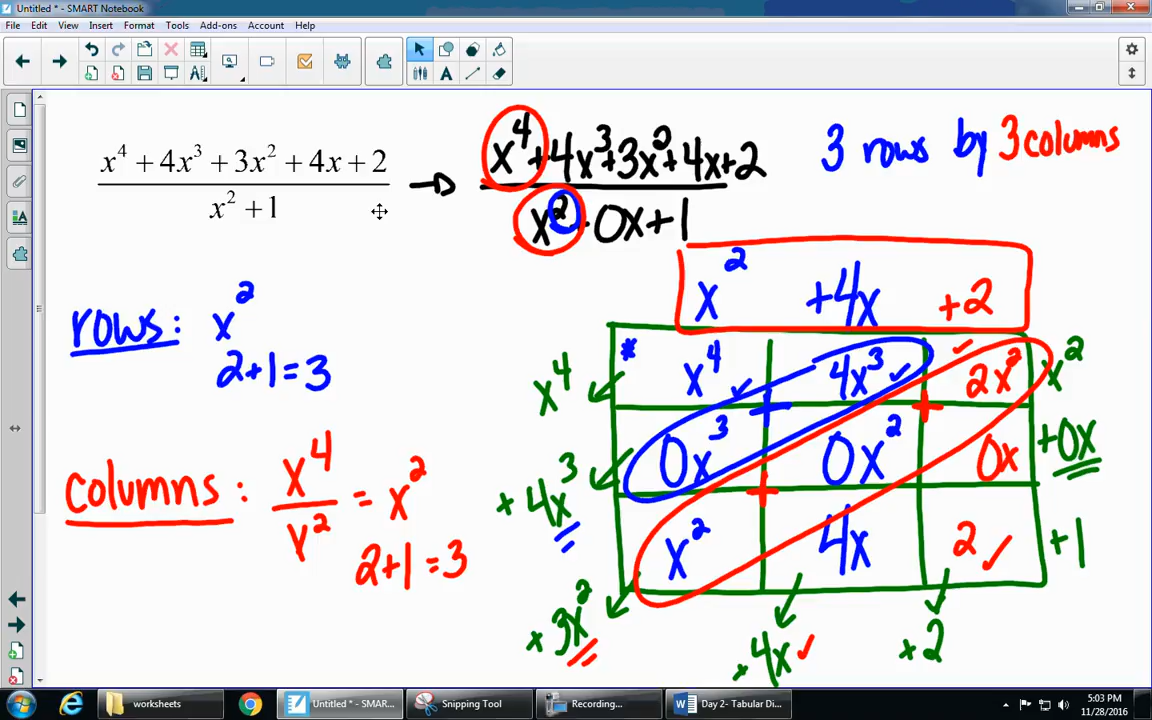 Untitled * - SMART Notebook
File Edit View Insert Format Tools Add-ons Account Help
x⁴ + 4x³ + 3x² + 4x + 2
x² + 1
x⁴+4x³+3x²+4x+2
x² 0x+1
3 rows by 3 columns
x² +4x +2
rows: x²
2+1=3
* x⁴ 4x³ 2x² x²
x⁴
0x³ 0x² 0x +0x
+4x³
x² 4x 2 +1
+3x²
+4x +2
columns: x⁴/x² = x²
2+1=3
worksheets
Untitled * - SMAR...
Snipping Tool
Recording...
Day 2- Tabular Di...
5:03 PM
11/28/2016